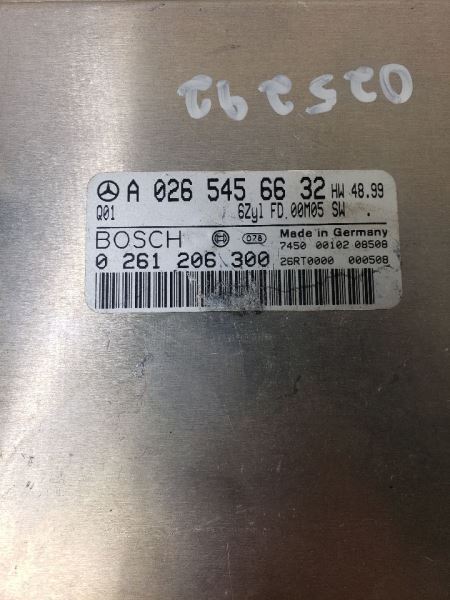 A 026 545 66 32 HW 48.99
Q01 6Zyl FD.00M05 SW .
BOSCH 078 Made in Germany
7450 00102 08508
0 261 206 300 26RT0000 000508